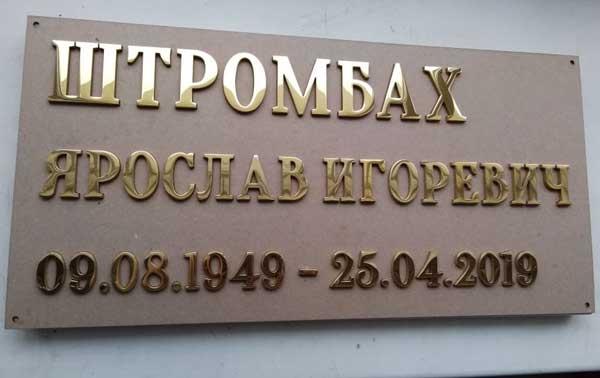 ШТРОМБАХ
ЯРОСЛАВ ИГОРЕВИЧ
09.08.1949 - 25.04.2019